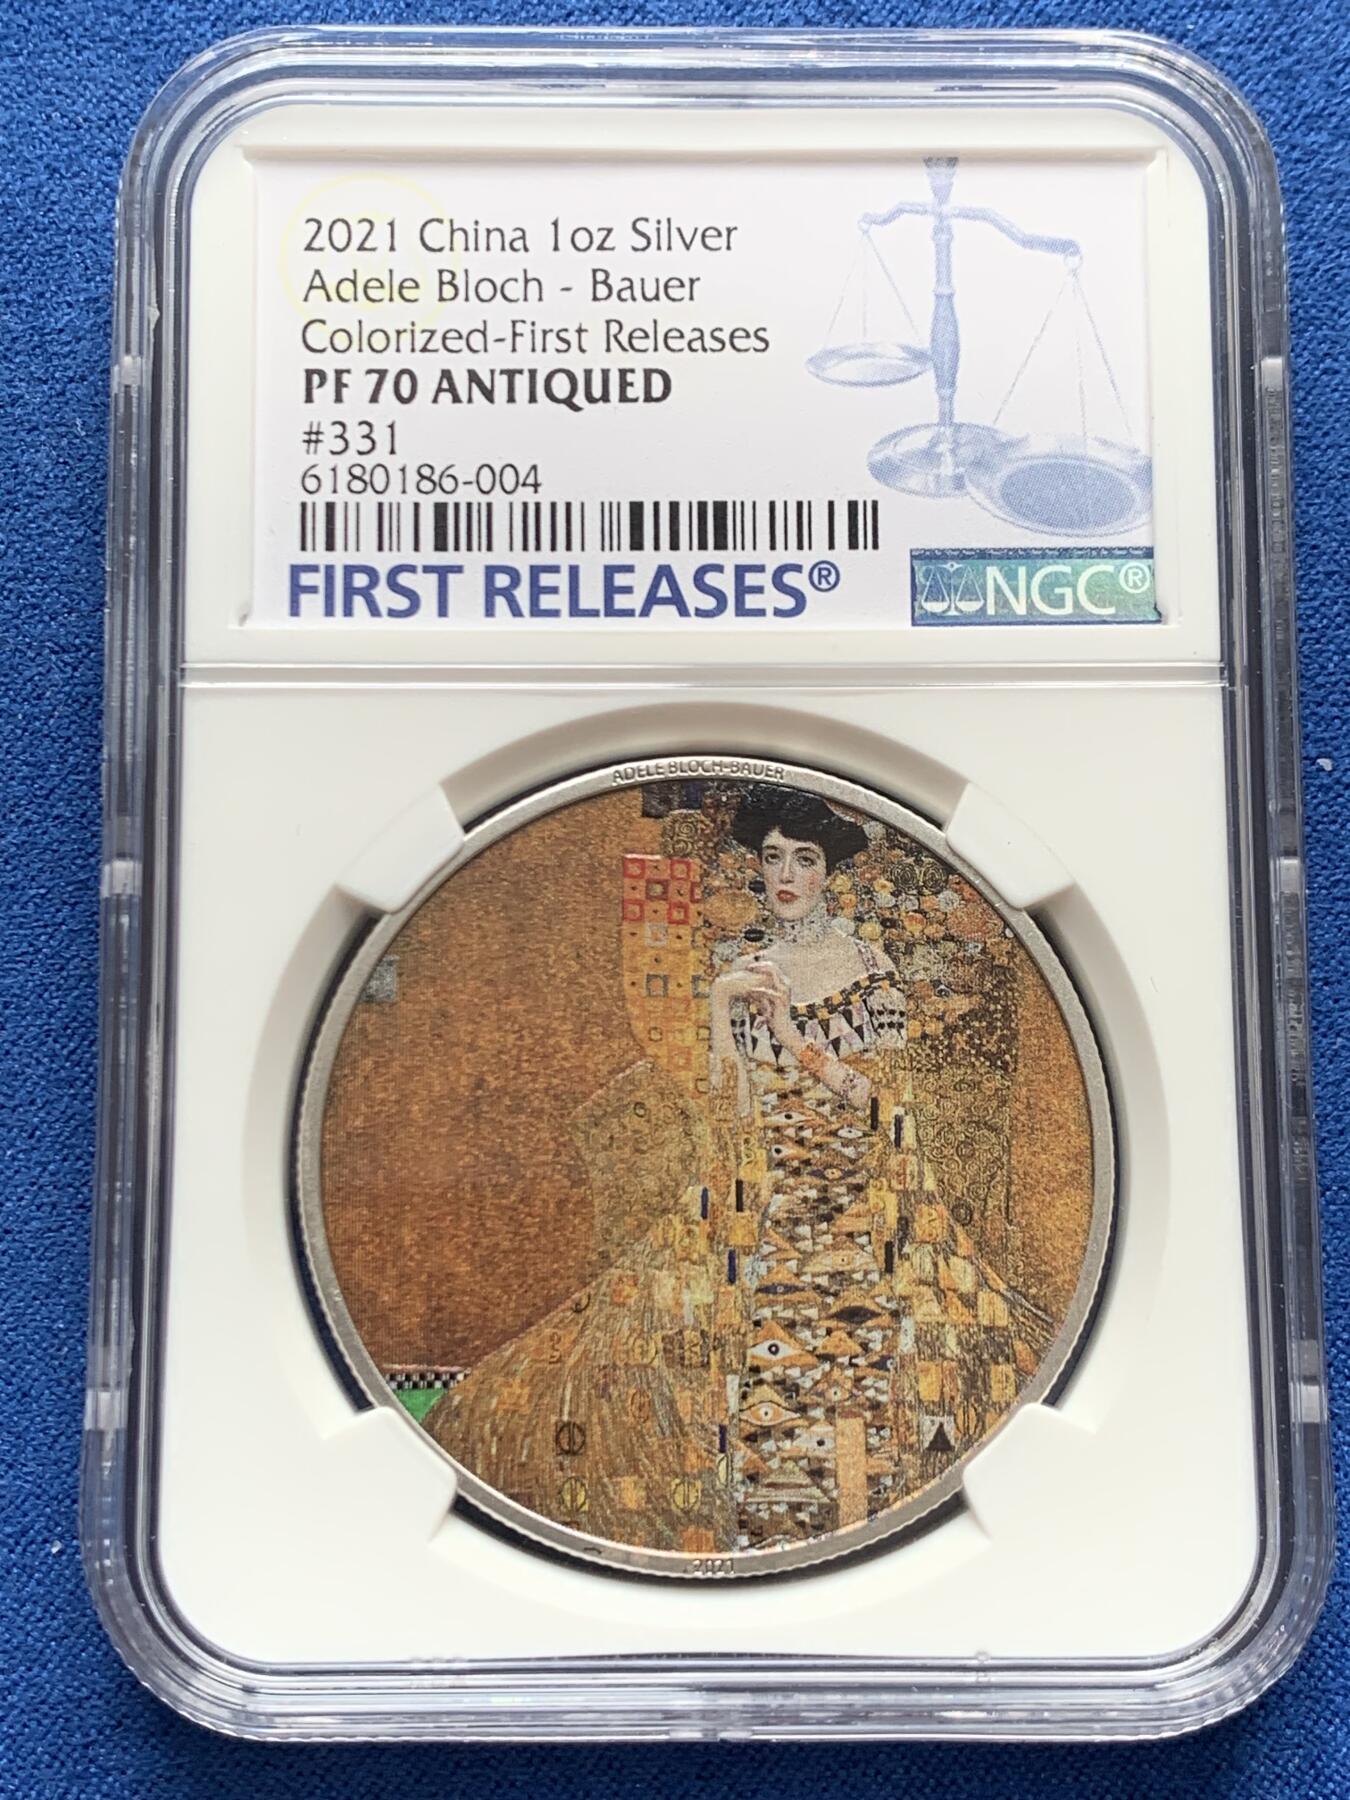 2021 China 1oz Silver
Adele Bloch - Bauer
Colorized-First Releases
PF 70 ANTIQUED
#331
6180186-004
FIRST RELEASES®
NGC®
ADELE BLOCH-BAUER
2021